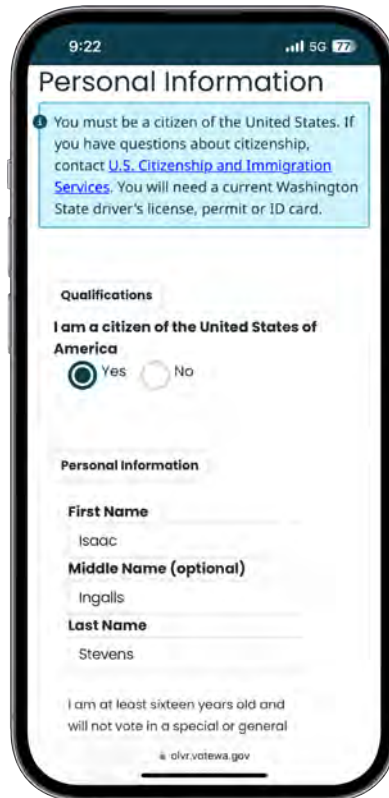 9:22
5G 77
Personal Information
You must be a citizen of the United States. If
you have questions about citizenship,
contact U.S. Citizenship and Immigration
Services. You will need a current Washington
State driver's license, permit or ID card.
Qualifications
I am a citizen of the United States of
America
Yes No
Personal Information
First Name
Isaac
Middle Name (optional)
Ingalls
Last Name
Stevens
I am at least sixteen years old and
will not vote in a special or general
olvr.votewa.gov